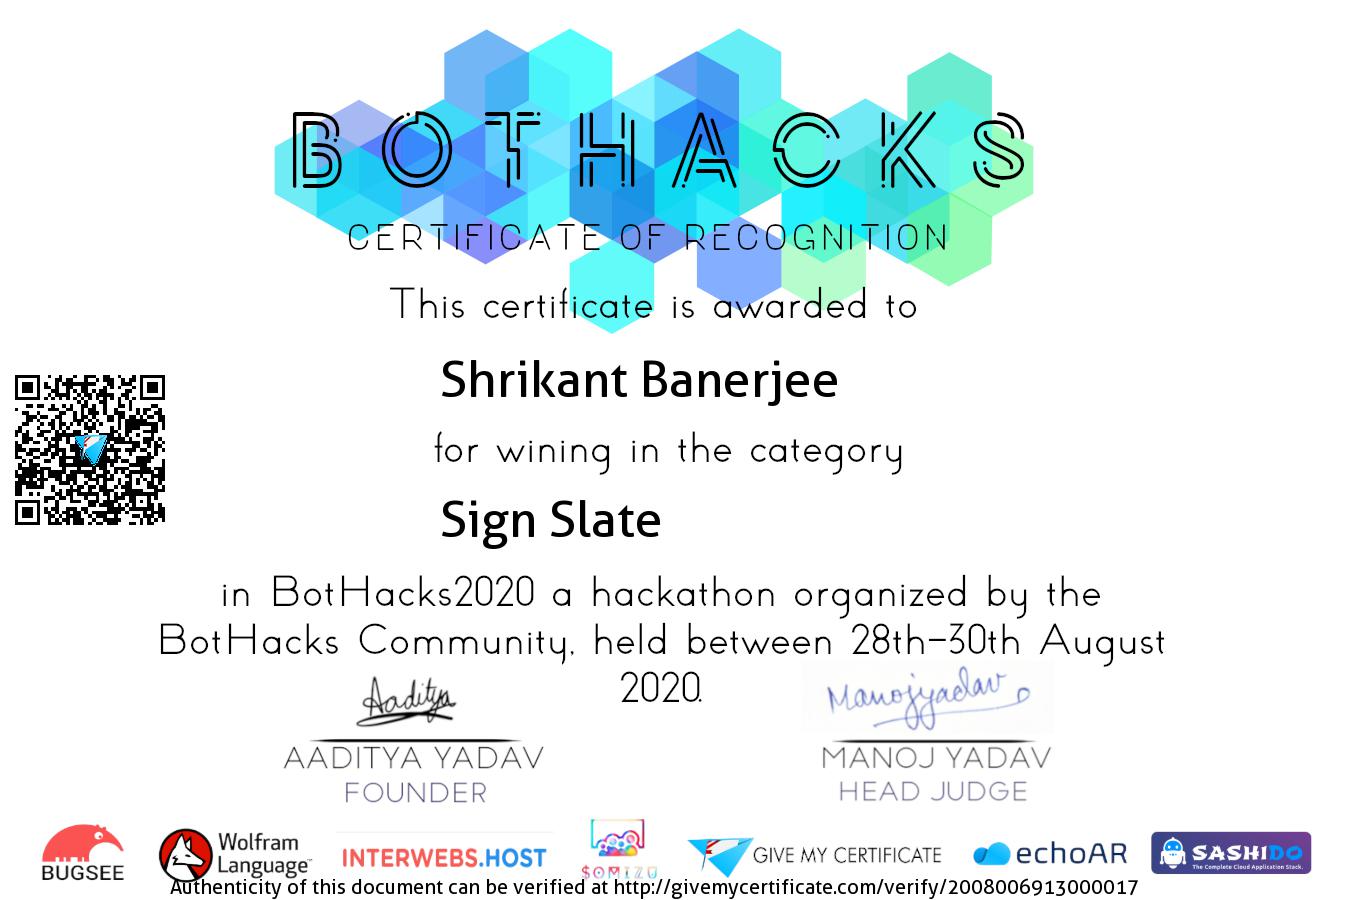 BOTHACKS
CERTIFICATE OF RECOGNITION
This certificate is awarded to
Shrikant Banerjee
for wining in the category
Sign Slate
in BotHacks2020 a hackathon organized by the
BotHacks Community, held between 28th-30th August
2020.
Aaditya
Manojyadav
AADITYA YADAV
MANOJ YADAV
FOUNDER
HEAD JUDGE
BUGSEE
Wolfram
Language™
INTERWEBS.HOST
SOMIZU
GIVE MY CERTIFICATE
echoAR
SASHIDO
The Complete Cloud Application Stack.
Authenticity of this document can be verified at http://givemycertificate.com/verify/2008006913000017